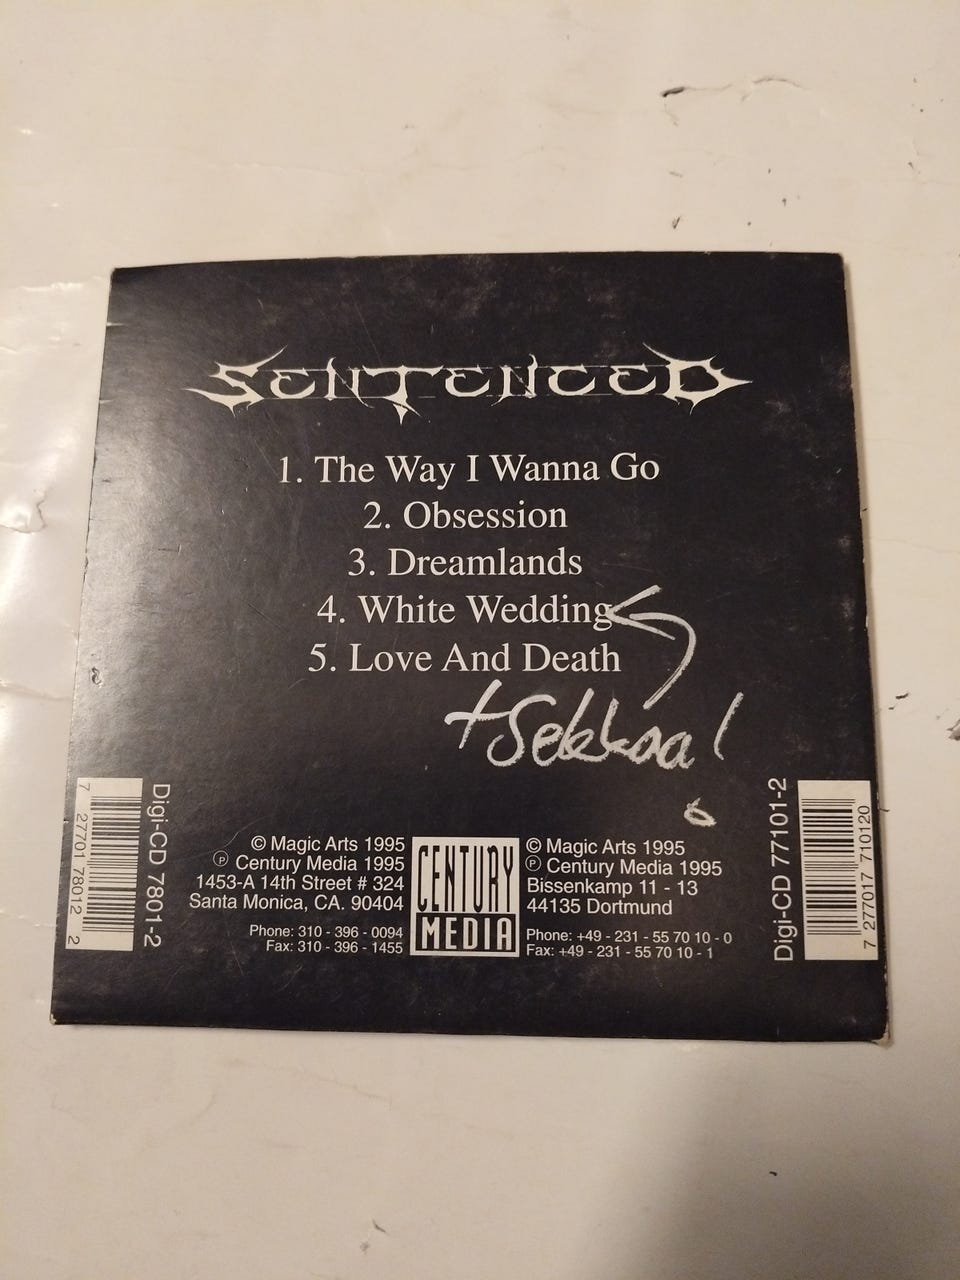 SENTENCED
1. The Way I Wanna Go
2. Obsession
3. Dreamlands
4. White Wedding
5. Love And Death
Digi-CD 7801-2
7 27701 78012 2
© Magic Arts 1995
℗ Century Media 1995
1453-A 14th Street # 324
Santa Monica, CA. 90404
Phone: 310 - 396 - 0094
Fax: 310 - 396 - 1455
CENTURY
MEDIA
© Magic Arts 1995
℗ Century Media 1995
Bissenkamp 11 - 13
44135 Dortmund
Phone: +49 - 231 - 55 70 10 - 0
Fax: +49 - 231 - 55 70 10 - 1
Digi-CD 77101-2
7 277017 710120